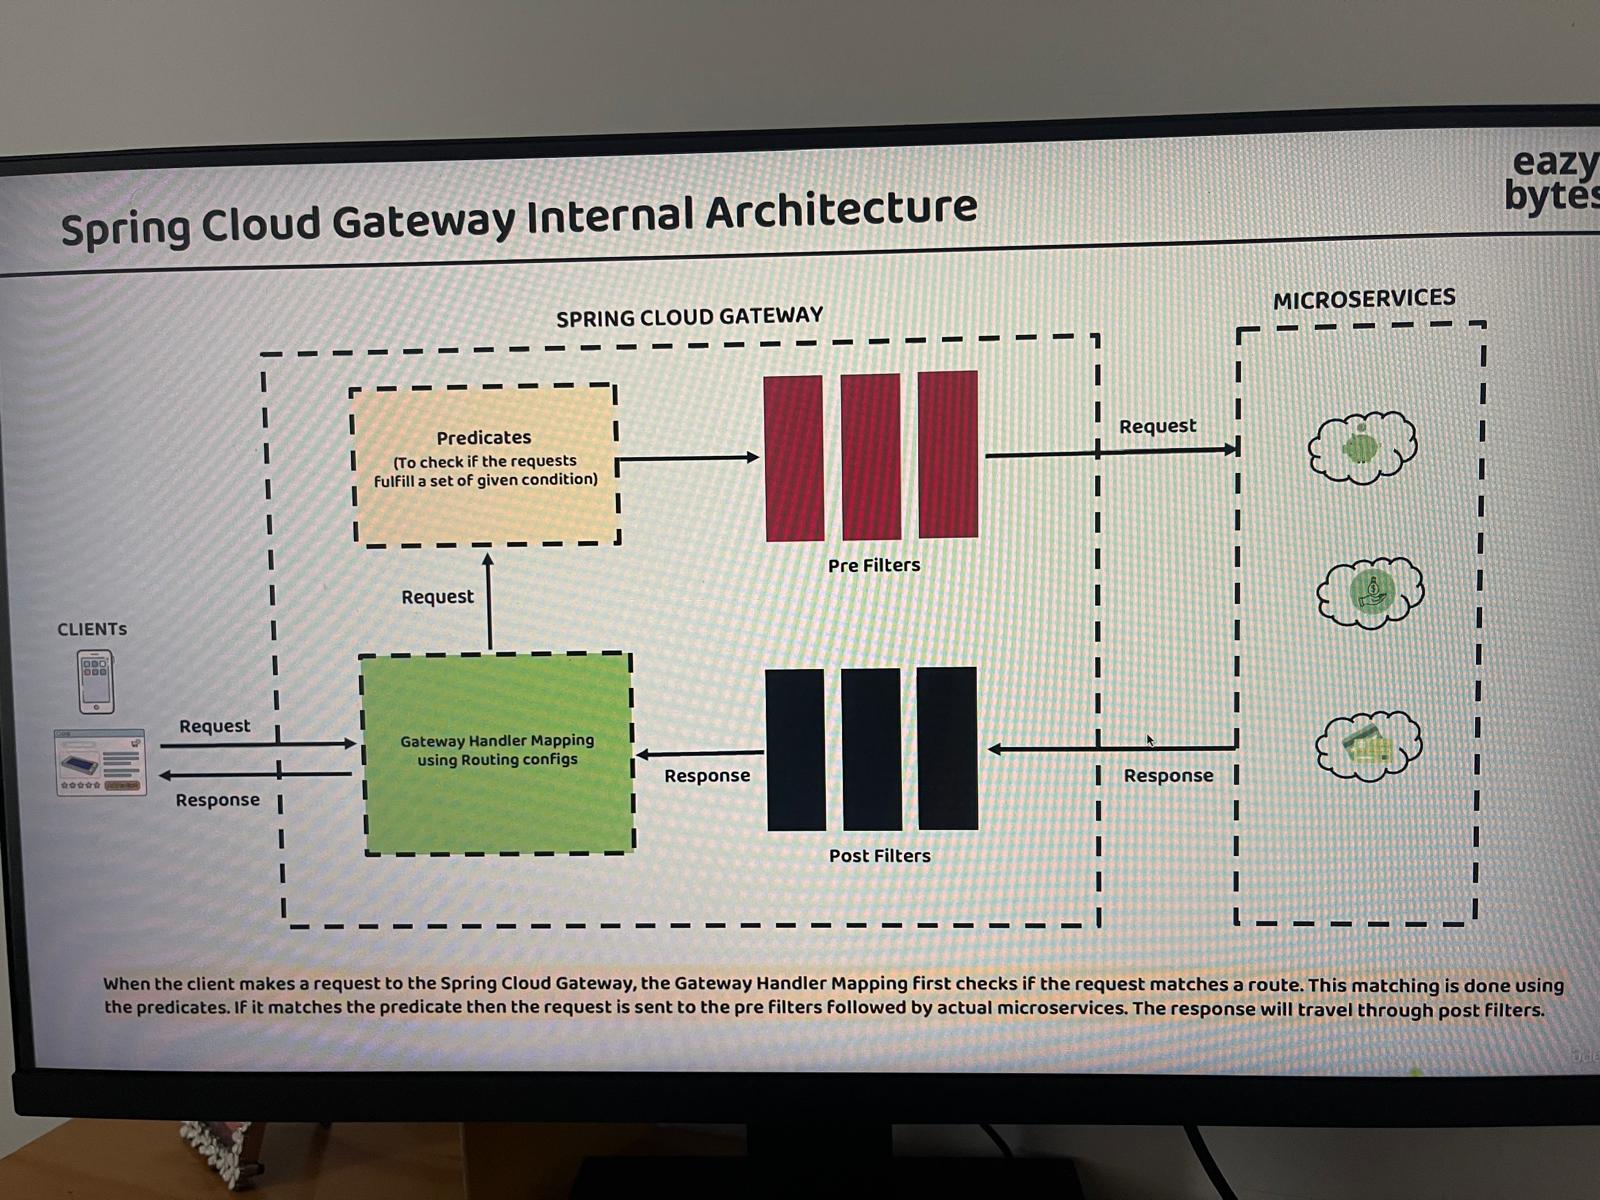 eazy
bytes
Spring Cloud Gateway Internal Architecture
SPRING CLOUD GATEWAY
MICROSERVICES
Predicates
(To check if the requests
fulfill a set of given condition)
Request
Pre Filters
Request
CLIENTs
Request
Response
Gateway Handler Mapping
using Routing configs
Response
Response
Post Filters
When the client makes a request to the Spring Cloud Gateway, the Gateway Handler Mapping first checks if the request matches a route. This matching is done using
the predicates. If it matches the predicate then the request is sent to the pre filters followed by actual microservices. The response will travel through post filters.